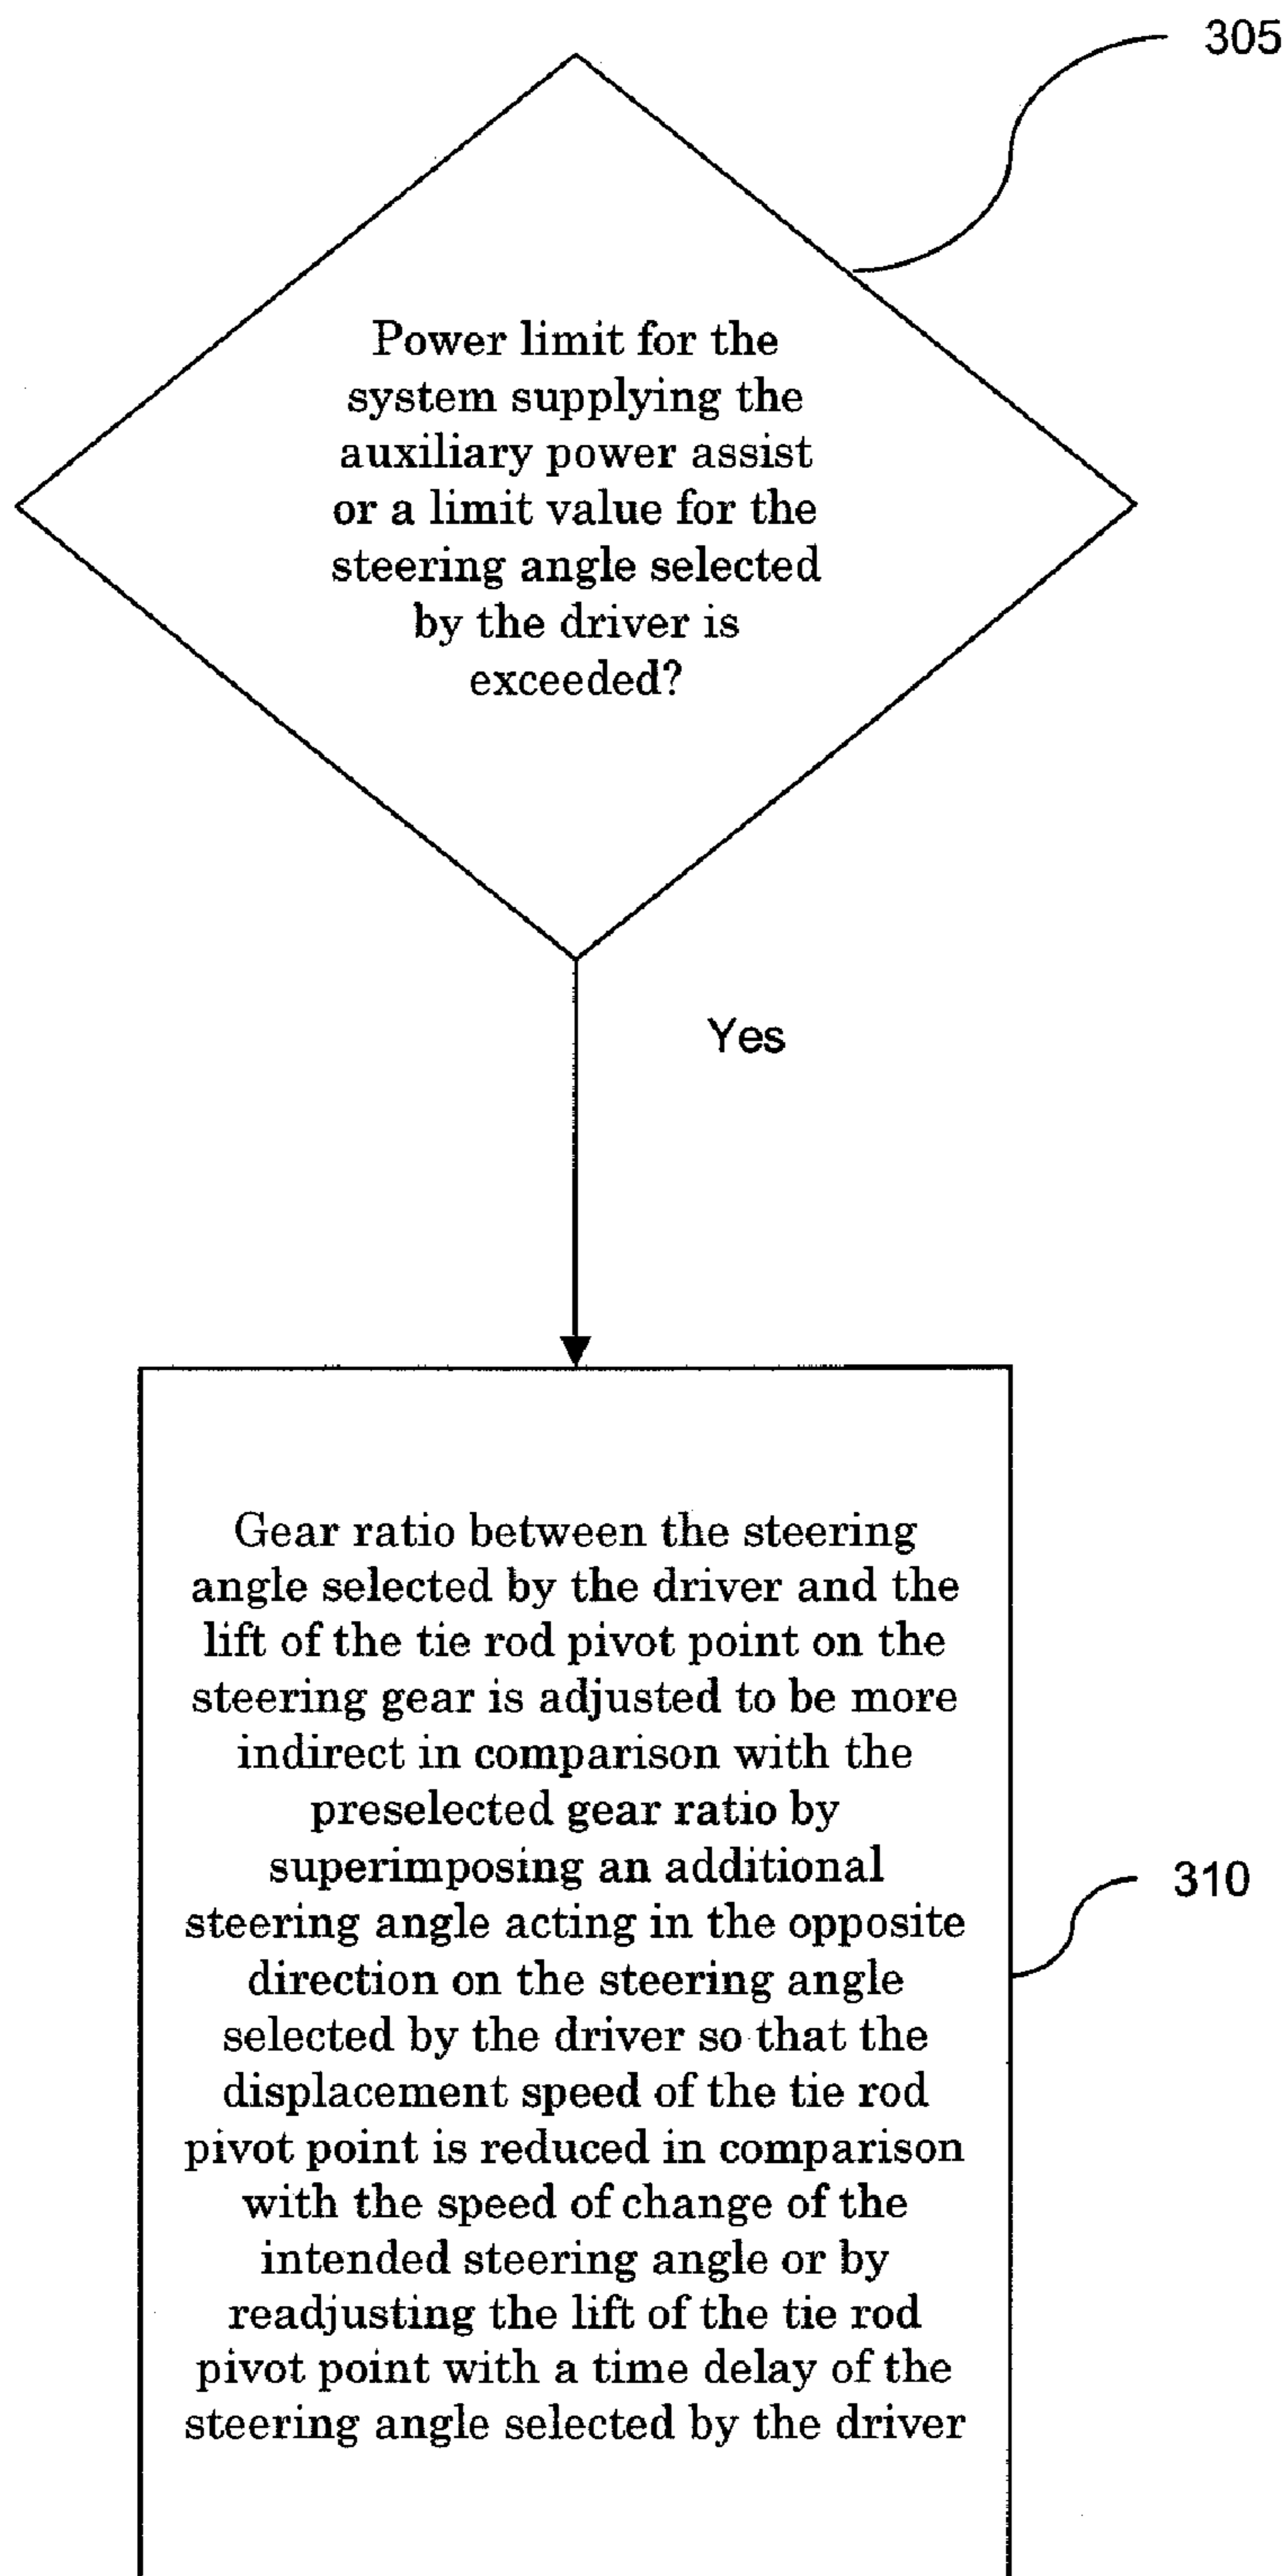 305
Power limit for the
system supplying the
auxiliary power assist
or a limit value for the
steering angle selected
by the driver is
exceeded?
Yes
Gear ratio between the steering
angle selected by the driver and the
lift of the tie rod pivot point on the
steering gear is adjusted to be more
indirect in comparison with the
preselected gear ratio by
superimposing an additional
steering angle acting in the opposite
direction on the steering angle
selected by the driver so that the
displacement speed of the tie rod
pivot point is reduced in comparison
with the speed of change of the
intended steering angle or by
readjusting the lift of the tie rod
pivot point with a time delay of the
steering angle selected by the driver
310